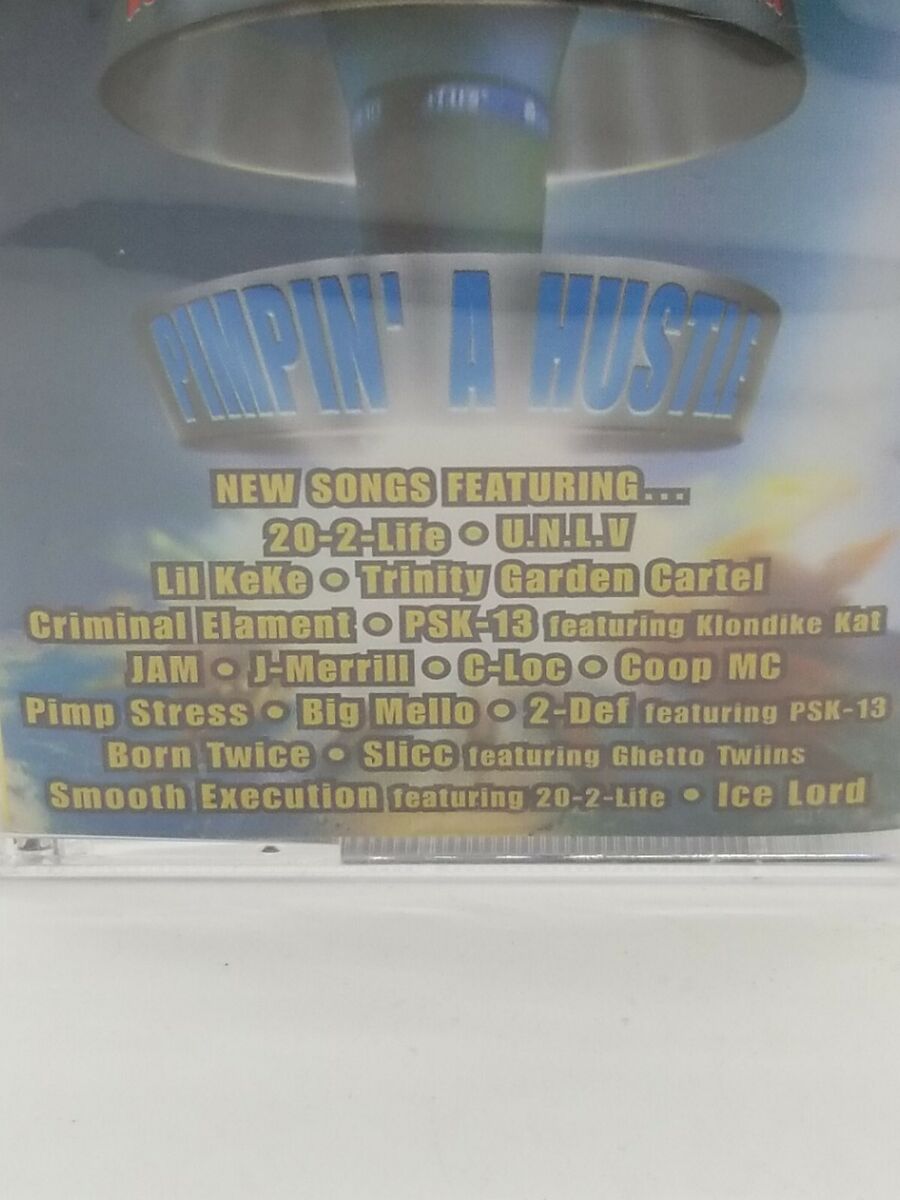 PIMPIN' A HUSTLE
NEW SONGS FEATURING...
20-2-Life • U.N.L.V
Lil KeKe • Trinity Garden Cartel
Criminal Elament • PSK-13 featuring Klondike Kat
JAM • J-Merrill • C-Loc • Coop MC
Pimp Stress • Big Mello • 2-Def featuring PSK-13
Born Twice • Slicc featuring Ghetto Twiins
Smooth Execution featuring 20-2-Life • Ice Lord